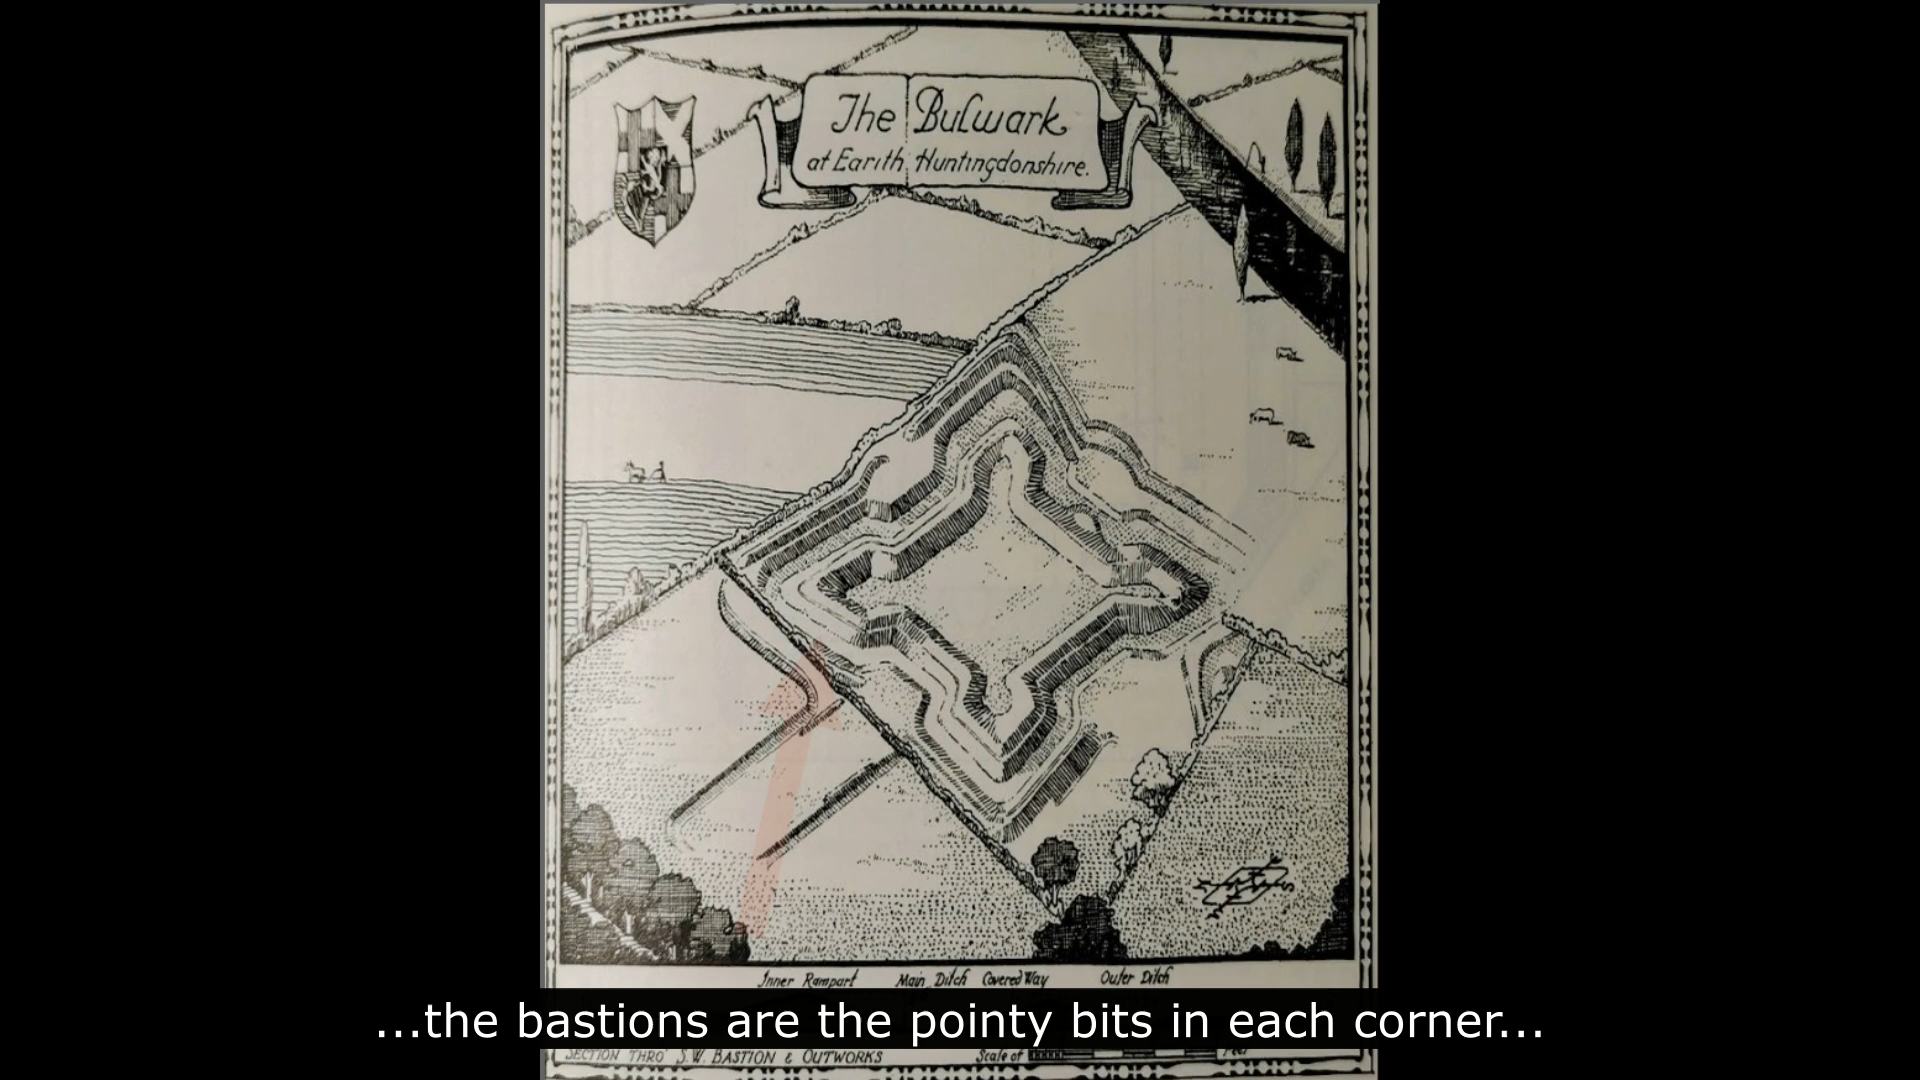 The Bulwark
at Earith, Huntingdonshire.
Inner Rampart Main Ditch Covered Way Outer Ditch
...the bastions are the pointy bits in each corner...
SECTION THRO' S.W. BASTION & OUTWORKS Scale of Feet